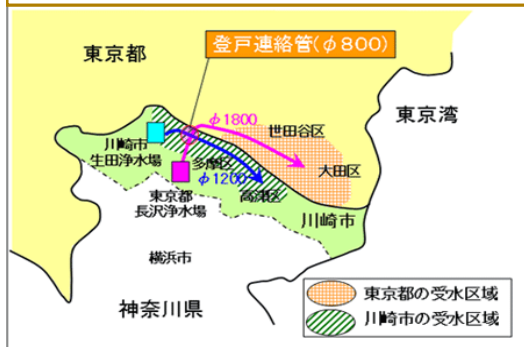 登戸連絡管(φ800)
東京都
東京湾
φ1800
世田谷区
川崎市
生田浄水場
多摩区
大田区
φ1200
東京都
長沢浄水場
高津区
川崎市
横浜市
神奈川県
東京都の受水区域
川崎市の受水区域